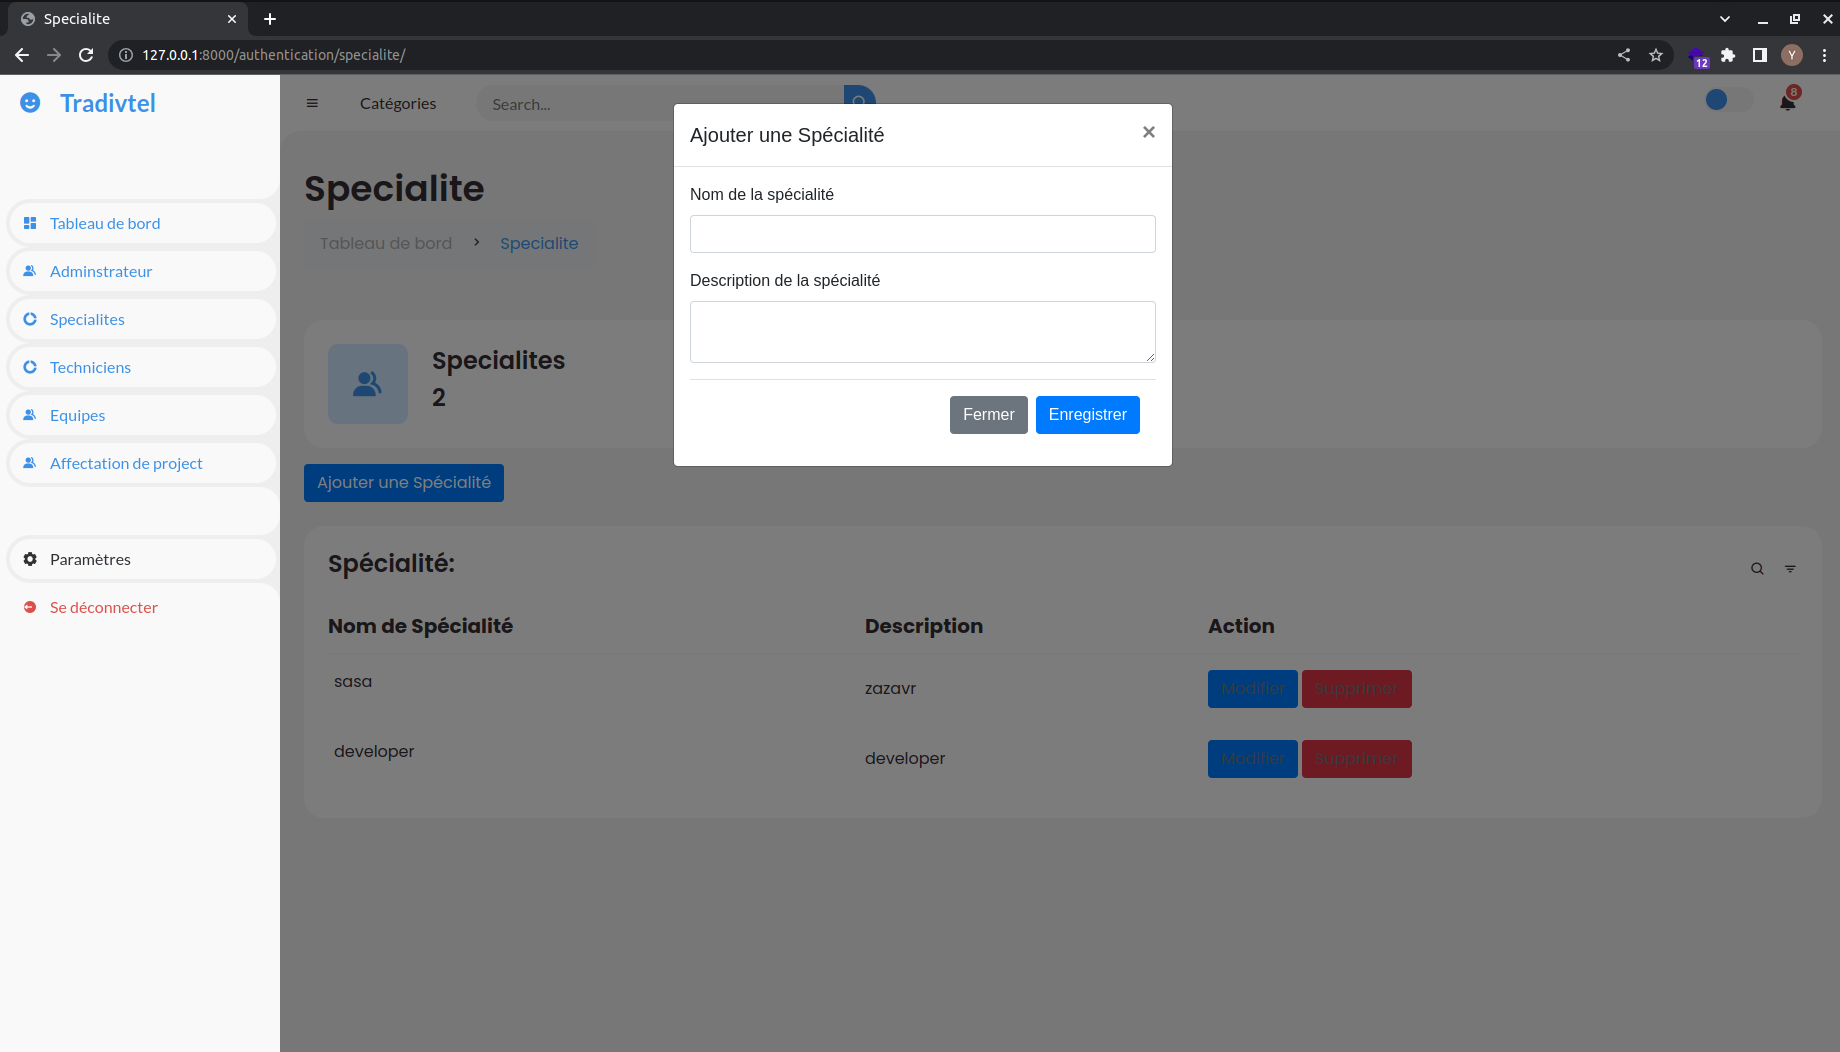 Specialite
127.0.0.1:8000/authentication/specialite/
12
Y
Tradivtel
Catégories
Search...
8
Tableau de bord
Adminstrateur
Specialites
Techniciens
Equipes
Affectation de project
Paramètres
Se déconnecter
Specialite
Tableau de bord
Specialite
Specialites
2
Ajouter une Spécialité
Ajouter une Spécialité
×
Nom de la spécialité
Description de la spécialité
Fermer
Enregistrer
Spécialité:
Nom de Spécialité Description Action
sasa zazavr Modifier Supprimer
developer developer Modifier Supprimer